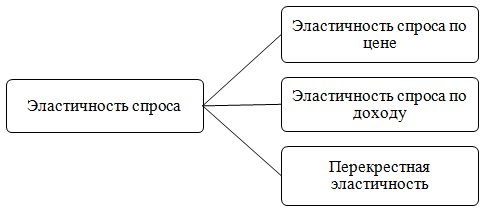 Эластичность спроса
Эластичность спроса по
цене
Эластичность спроса по
доходу
Перекрестная
эластичность